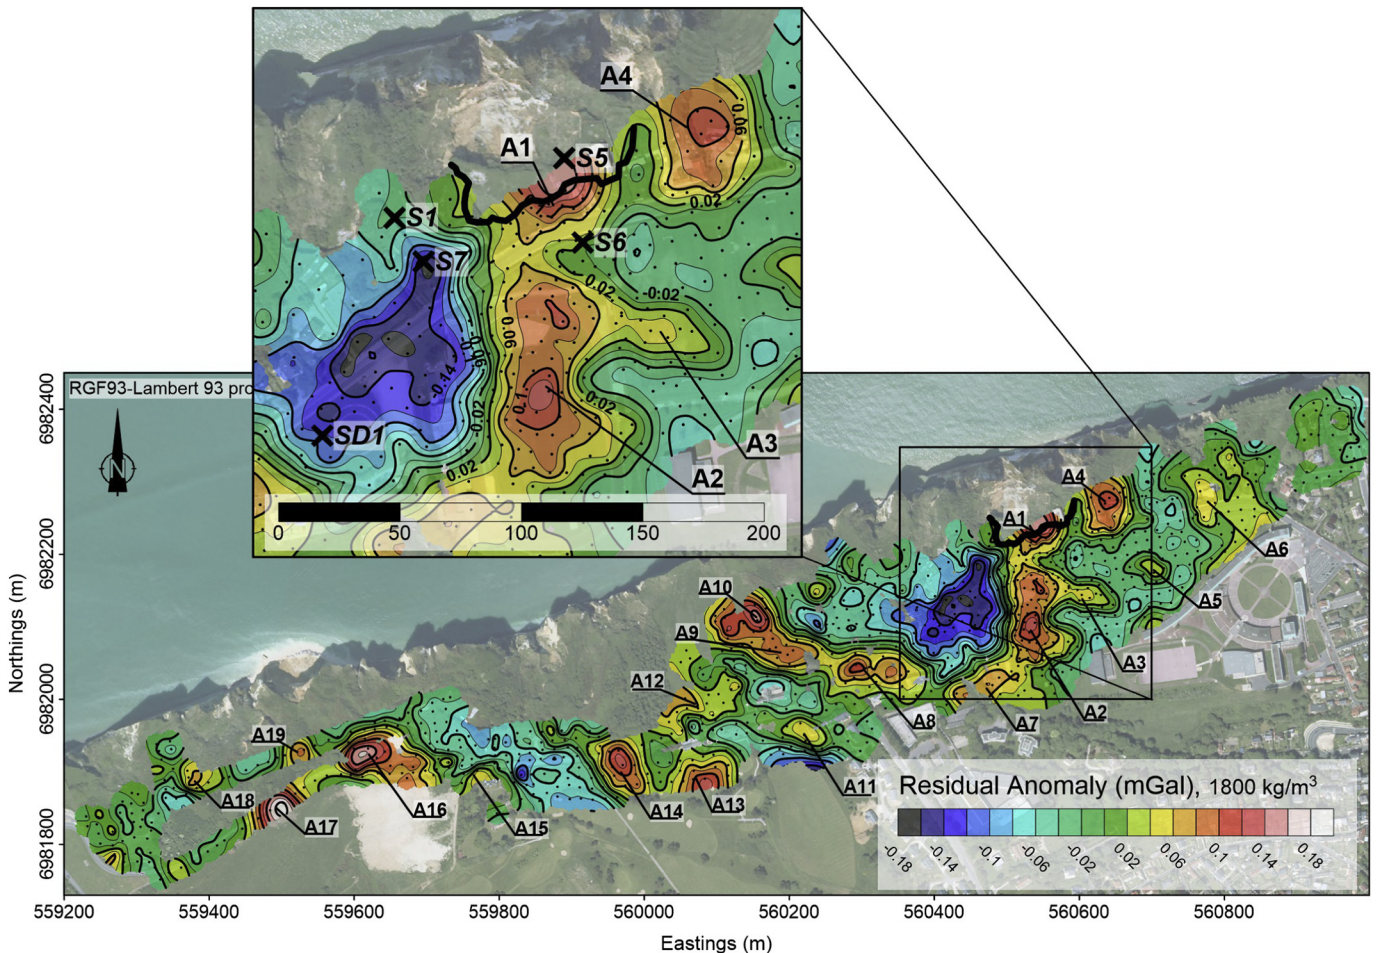 A4
0.06
A1
S5
0.02
S1
S6
S7
0.02
-0.02
0.06
-0.06
-0.1
-0.14
0.1
0.02
0.02
SD1
A3
0.02
A2
0 50 100 150 200
RGF93-Lambert 93 pro
N
6982400
6982200
6982000
6981800
Northings (m)
A4
A1
A6
A10
A5
A9
A3
A12
A2
A8
A7
A19
A11
A18
A16
A14
A13
A17
A15
Residual Anomaly (mGal), 1800 kg/m³
-0.18 -0.14 -0.1 -0.06 -0.02 0.02 0.06 0.1 0.14 0.18
559200 559400 559600 559800 560000 560200 560400 560600 560800
Eastings (m)